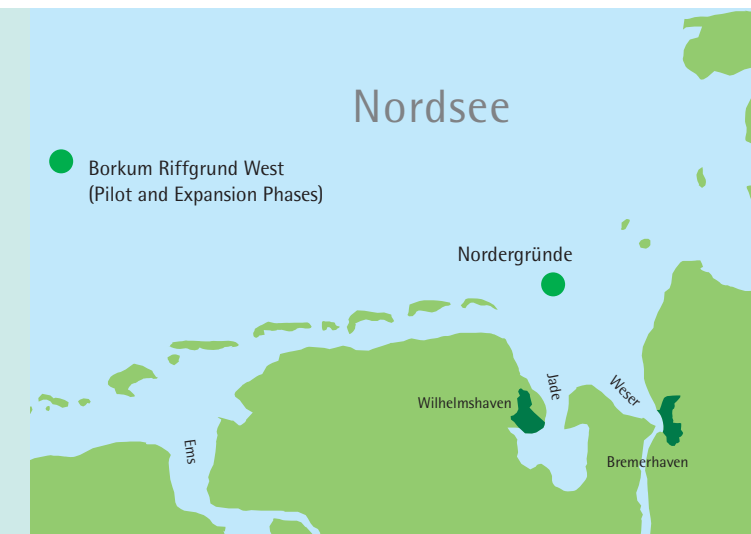 Nordsee
Borkum Riffgrund West
(Pilot and Expansion Phases)
Nordergründe
Jade
Weser
Wilhelmshaven
Ems
Bremerhaven